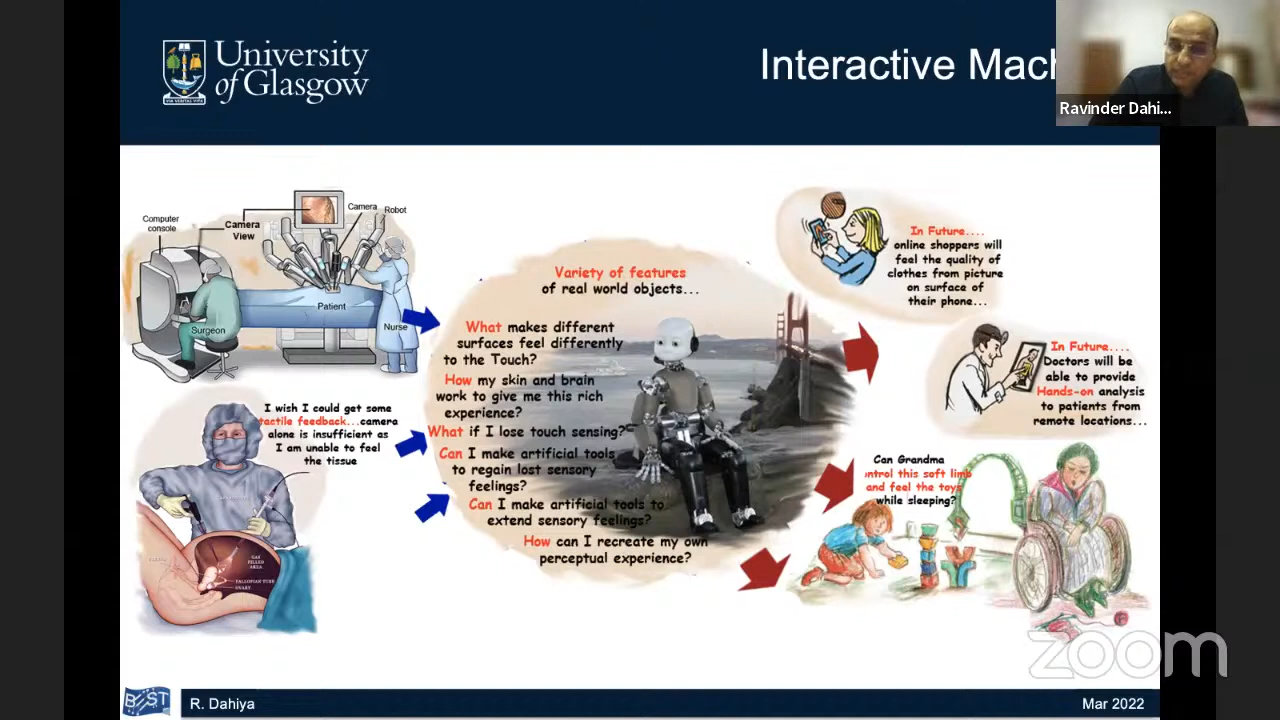 University
of Glasgow
Interactive Mach
Ravinder Dahi...
Computer
console
Camera
View
Camera
Robot
Patient
Surgeon
Nurse
I wish I could get some
tactile feedback...camera
alone is insufficient as
I am unable to feel
the tissue
GAS
FILLED
AREA
FALLOPIAN TUBE
OVARY
Variety of features
of real world objects...
What makes different
surfaces feel differently
to the Touch?
How my skin and brain
work to give me this rich
experience?
What if I lose touch sensing?
Can I make artificial tools
to regain lost sensory
feelings?
Can I make artificial tools to
extend sensory feelings?
How can I recreate my own
perceptual experience?
In Future....
online shoppers will
feel the quality of
clothes from picture
on surface of
their phone...
In Future....
Doctors will be
able to provide
Hands-on analysis
to patients from
remote locations...
Can Grandma
ntrol this soft limb
and feel the toys
while sleeping?
zoom
BEST
R. Dahiya
Mar 2022